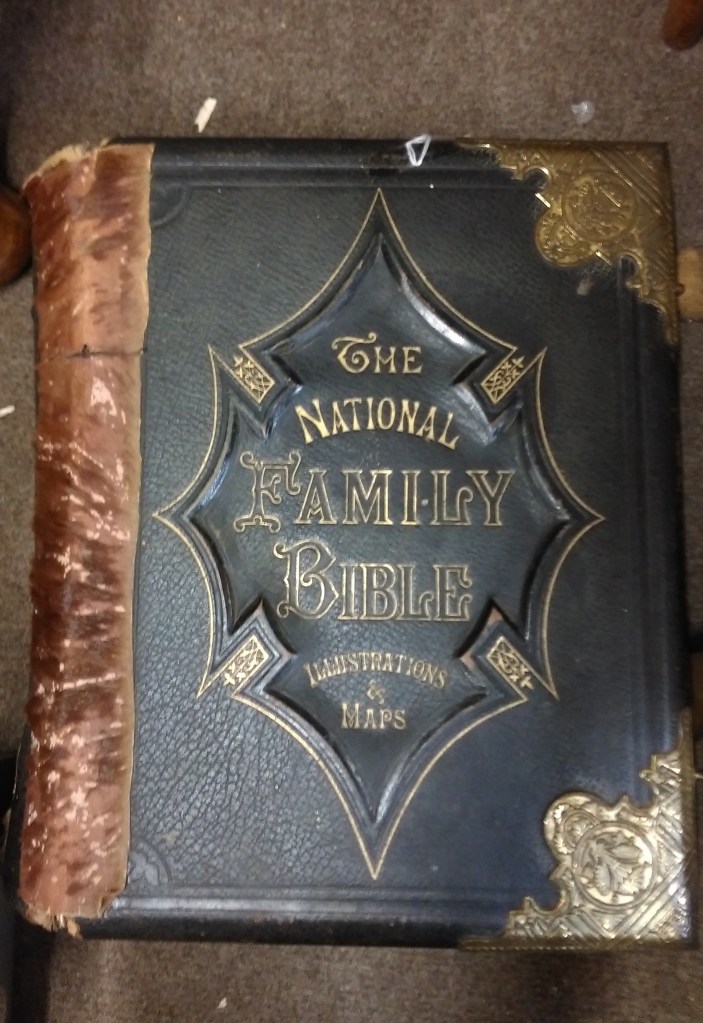 The
National
Family
Bible
Illustrations
&
Maps